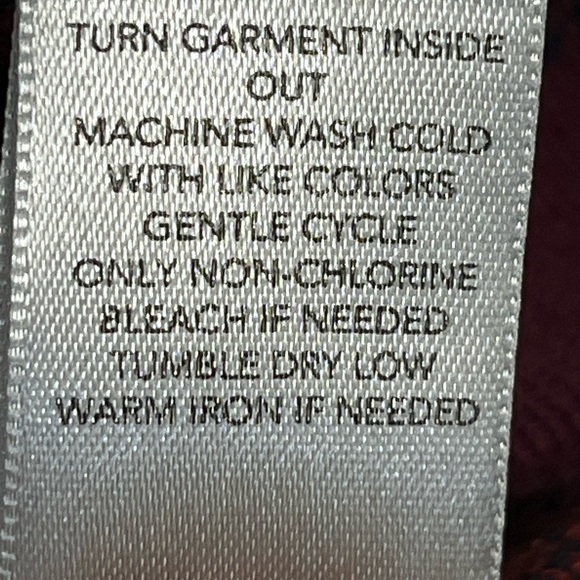 TURN GARMENT INSIDE
OUT
MACHINE WASH COLD
WITH LIKE COLORS
GENTLE CYCLE
ONLY NON-CHLORINE
BLEACH IF NEEDED
TUMBLE DRY LOW
WARM IRON IF NEEDED